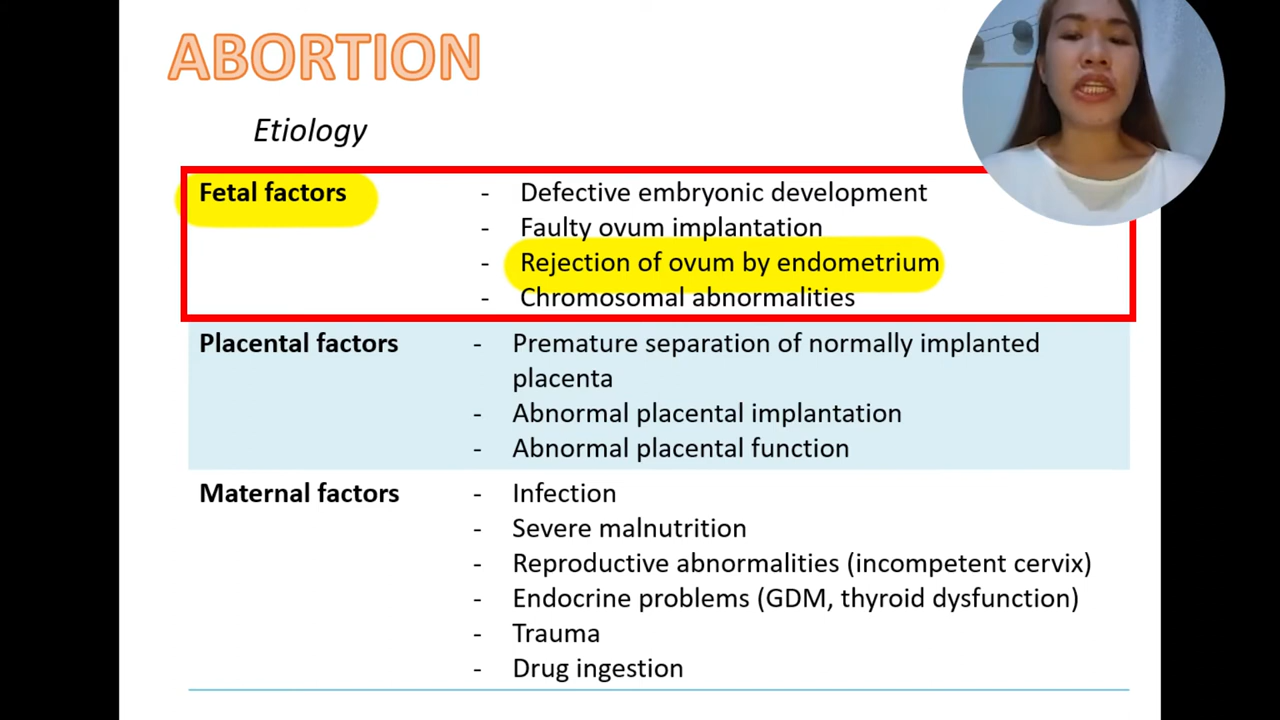 ABORTION
Etiology
Fetal factors
- Defective embryonic development
- Faulty ovum implantation
- Rejection of ovum by endometrium
- Chromosomal abnormalities
Placental factors
- Premature separation of normally implanted
placenta
- Abnormal placental implantation
- Abnormal placental function
Maternal factors
- Infection
- Severe malnutrition
- Reproductive abnormalities (incompetent cervix)
- Endocrine problems (GDM, thyroid dysfunction)
- Trauma
- Drug ingestion